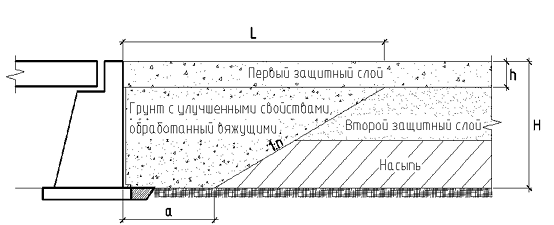 L
Первый защитный слой
h
Грунт с улучшенными свойствами,
обработанный вяжущими,
1:n
Второй защитный слой
H
Насыпь
a